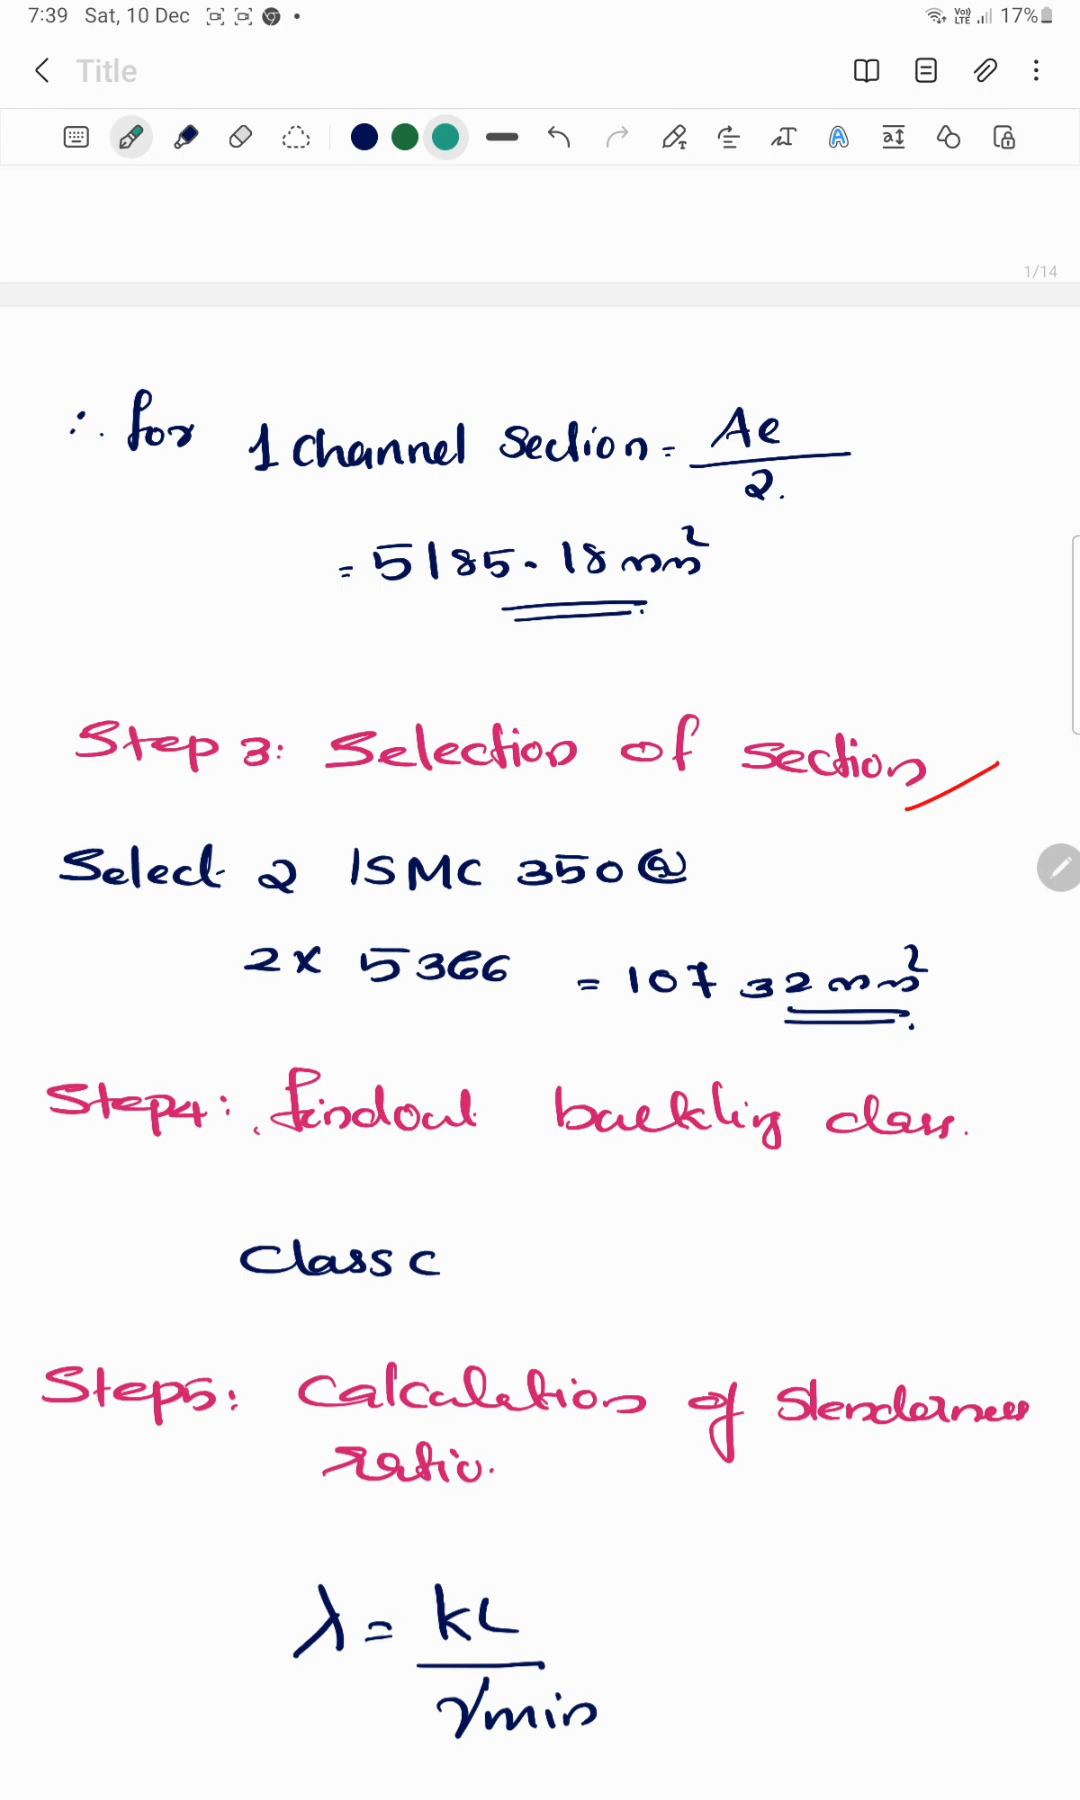 7:39 Sat, 10 Dec
Vo) LTE 17%
Title
1/14
∴ for 1 channel section = Ae
2.
= 5185.18 mm²
Step 3: Selection of section
Select 2 ISMC 350 @
2 x 5366 = 10732 mm²
Step4: findout buckling class.
Class C
Step5: Calculation of Slenderness
ratio.
λ = KL
rmin